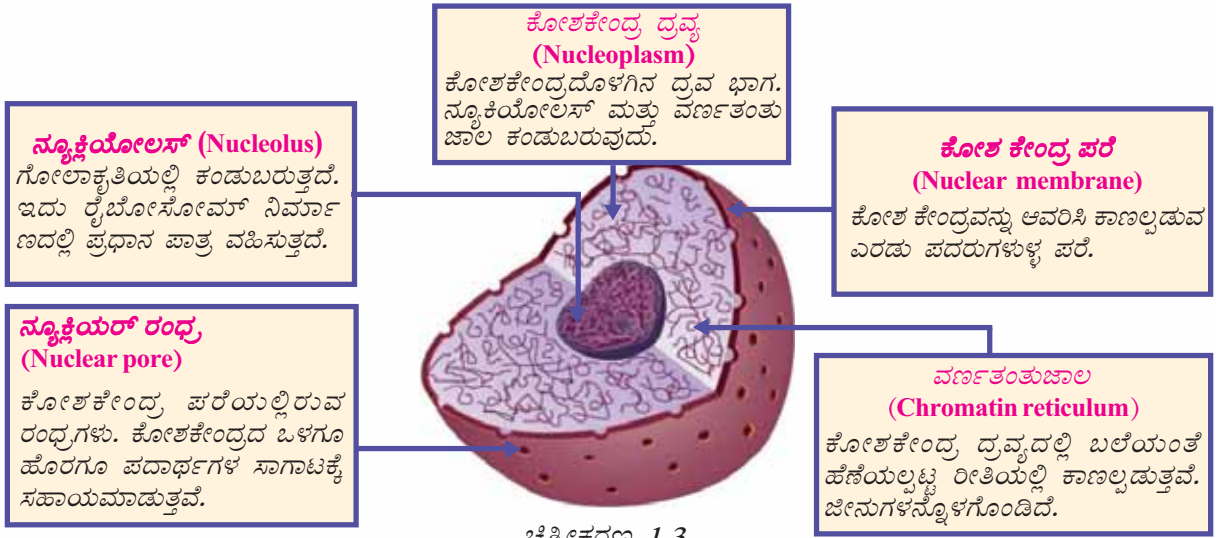 ಕೋಶಕೇಂದ್ರ ದ್ರವ್ಯ
(Nucleoplasm)
ಕೋಶಕೇಂದ್ರದೊಳಗಿನ ದ್ರವ ಭಾಗ.
ನ್ಯೂಕಿಯೋಲಸ್ ಮತ್ತು ವರ್ಣತಂತು
ಜಾಲ ಕಂಡುಬರುವುದು.
ನ್ಯೂಕ್ಲಿಯೋಲಸ್ (Nucleolus)
ಗೋಲಾಕೃತಿಯಲ್ಲಿ ಕಂಡುಬರುತ್ತದೆ.
ಇದು ರೈಬೋಸೋಮ್ ನಿರ್ಮಾ
ಣದಲ್ಲಿ ಪ್ರಧಾನ ಪಾತ್ರ ವಹಿಸುತ್ತದೆ.
ಕೋಶ ಕೇಂದ್ರ ಪರೆ
(Nuclear membrane)
ಕೋಶ ಕೇಂದ್ರವನ್ನು ಆವರಿಸಿ ಕಾಣಲ್ಪಡುವ
ಎರಡು ಪದರುಗಳುಳ್ಳ ಪರೆ.
ನ್ಯೂಕ್ಲಿಯರ್ ರಂಧ್ರ
(Nuclear pore)
ಕೋಶಕೇಂದ್ರ ಪರೆಯಲ್ಲಿರುವ
ರಂಧ್ರಗಳು. ಕೋಶಕೇಂದ್ರದ ಒಳಗೂ
ಹೊರಗೂ ಪದಾರ್ಥಗಳ ಸಾಗಾಟಕ್ಕೆ
ಸಹಾಯಮಾಡುತ್ತವೆ.
ವರ್ಣತಂತುಜಾಲ
(Chromatin reticulum)
ಕೋಶಕೇಂದ್ರ ದ್ರವ್ಯದಲ್ಲಿ ಬಲೆಯಂತೆ
ಹೆಣೆಯಲ್ಪಟ್ಟ ರೀತಿಯಲ್ಲಿ ಕಾಣಲ್ಪಡುತ್ತವೆ.
ಜೀನುಗಳನ್ನೊಳಗೊಂಡಿದೆ.
1.3